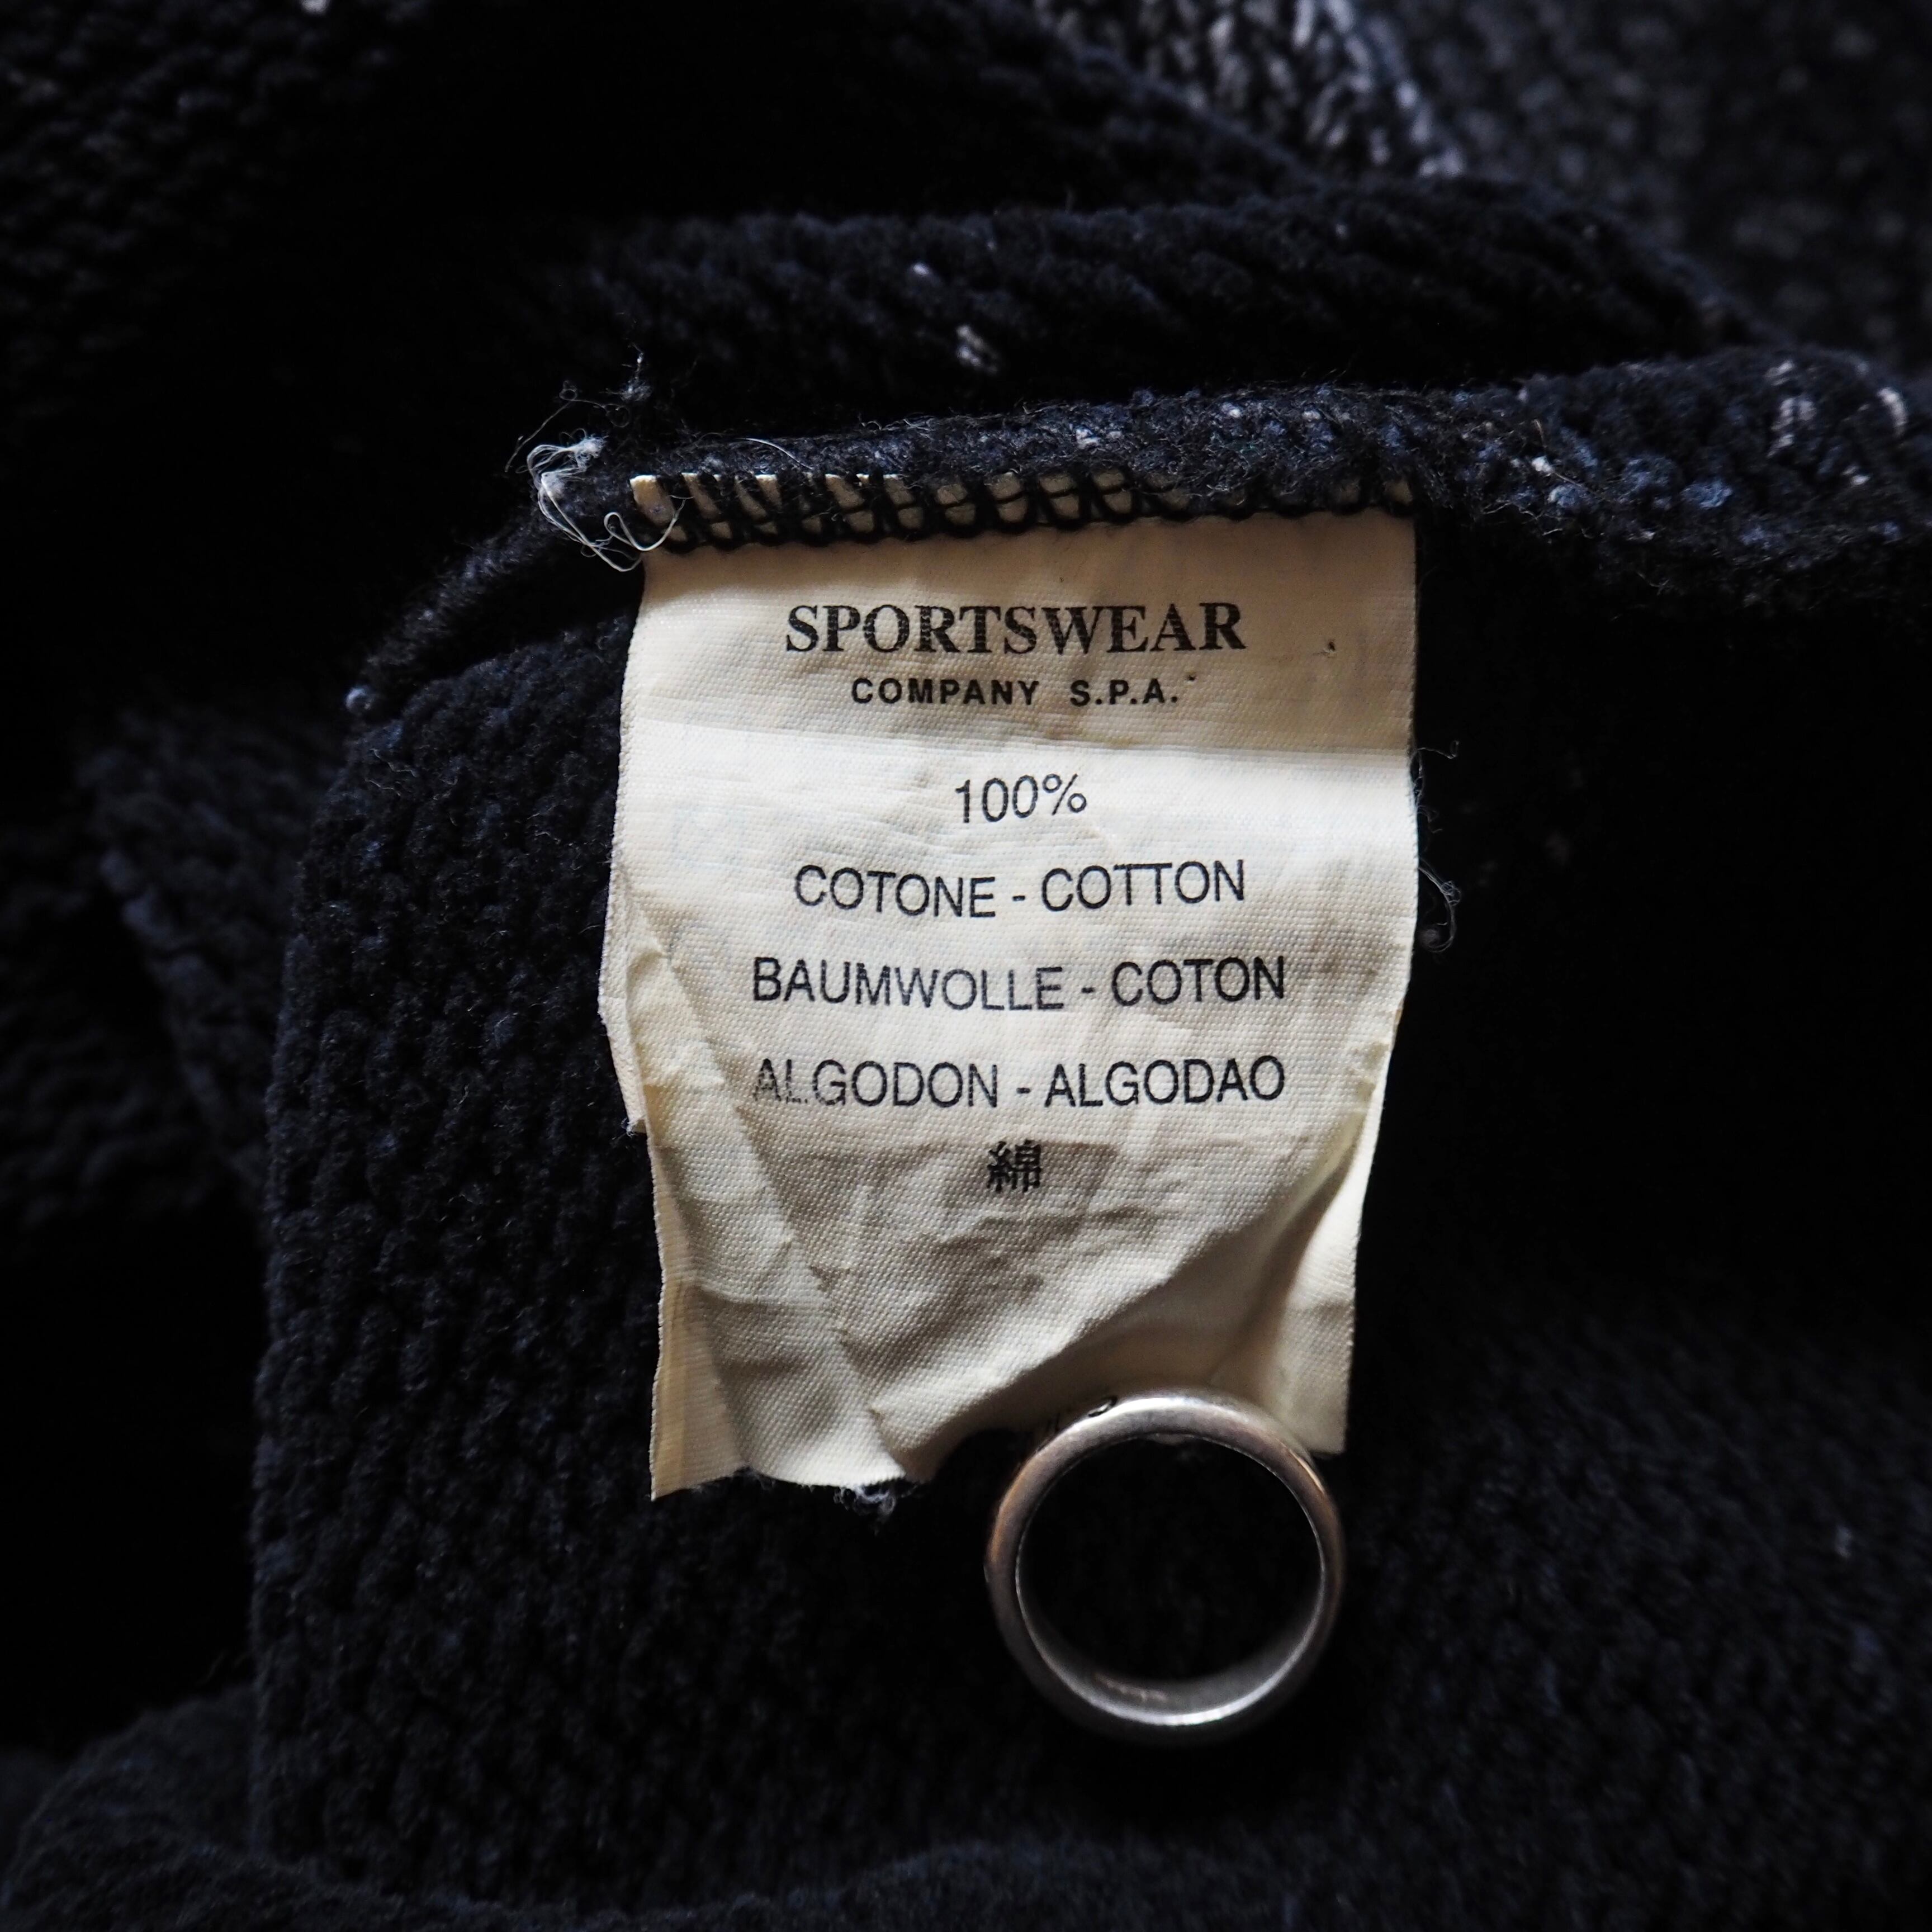 SPORTSWEAR
COMPANY S.P.A.
100%
COTONE - COTTON
BAUMWOLLE - COTON
ALGODON - ALGODAO
綿